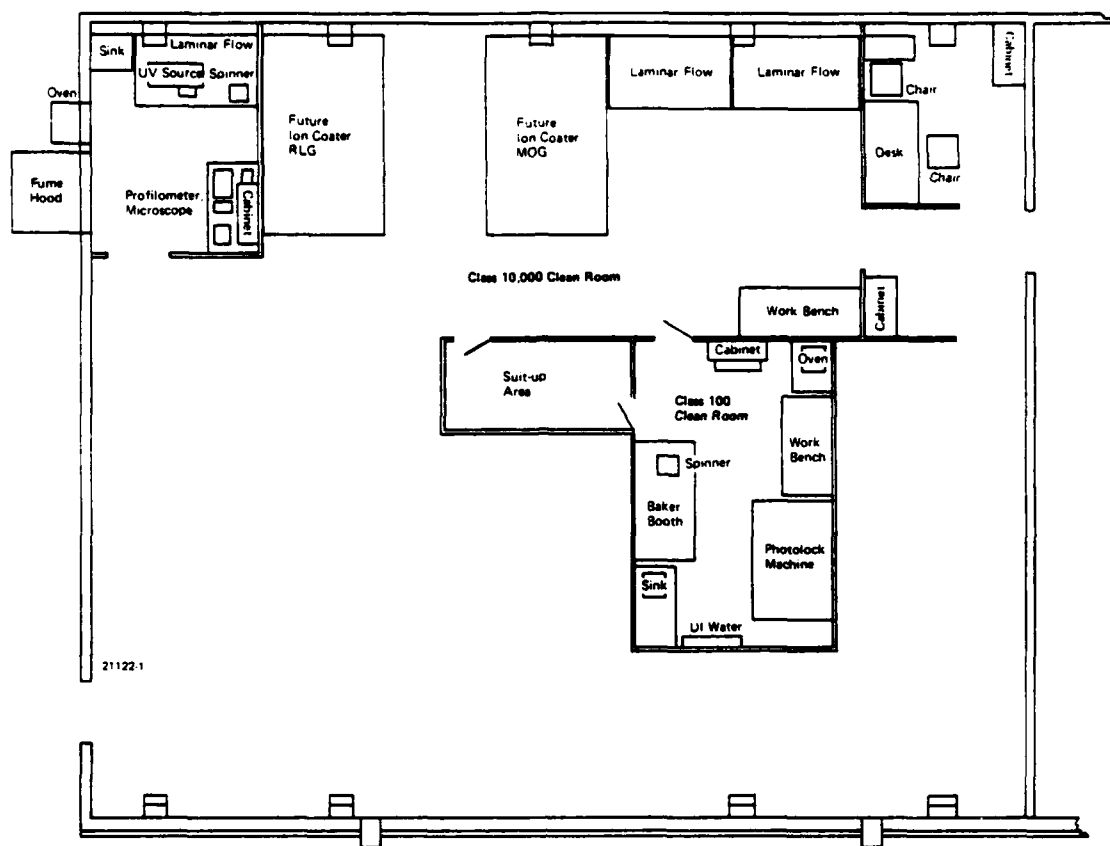 Sink
Laminar Flow
UV Source Spinner
Oven
Fume
Hood
Profilometer
Microscope
Cabinet
Future
Ion Coater
RLG
Future
Ion Coater
MOG
Laminar Flow
Laminar Flow
Chair
Cabinet
Desk
Chair
Class 10,000 Clean Room
Work Bench
Cabinet
Suit-up
Area
Cabinet
Oven
Class 100
Clean Room
Work
Bench
Spinner
Baker
Booth
Photolock
Machine
Sink
DI Water
21122-1